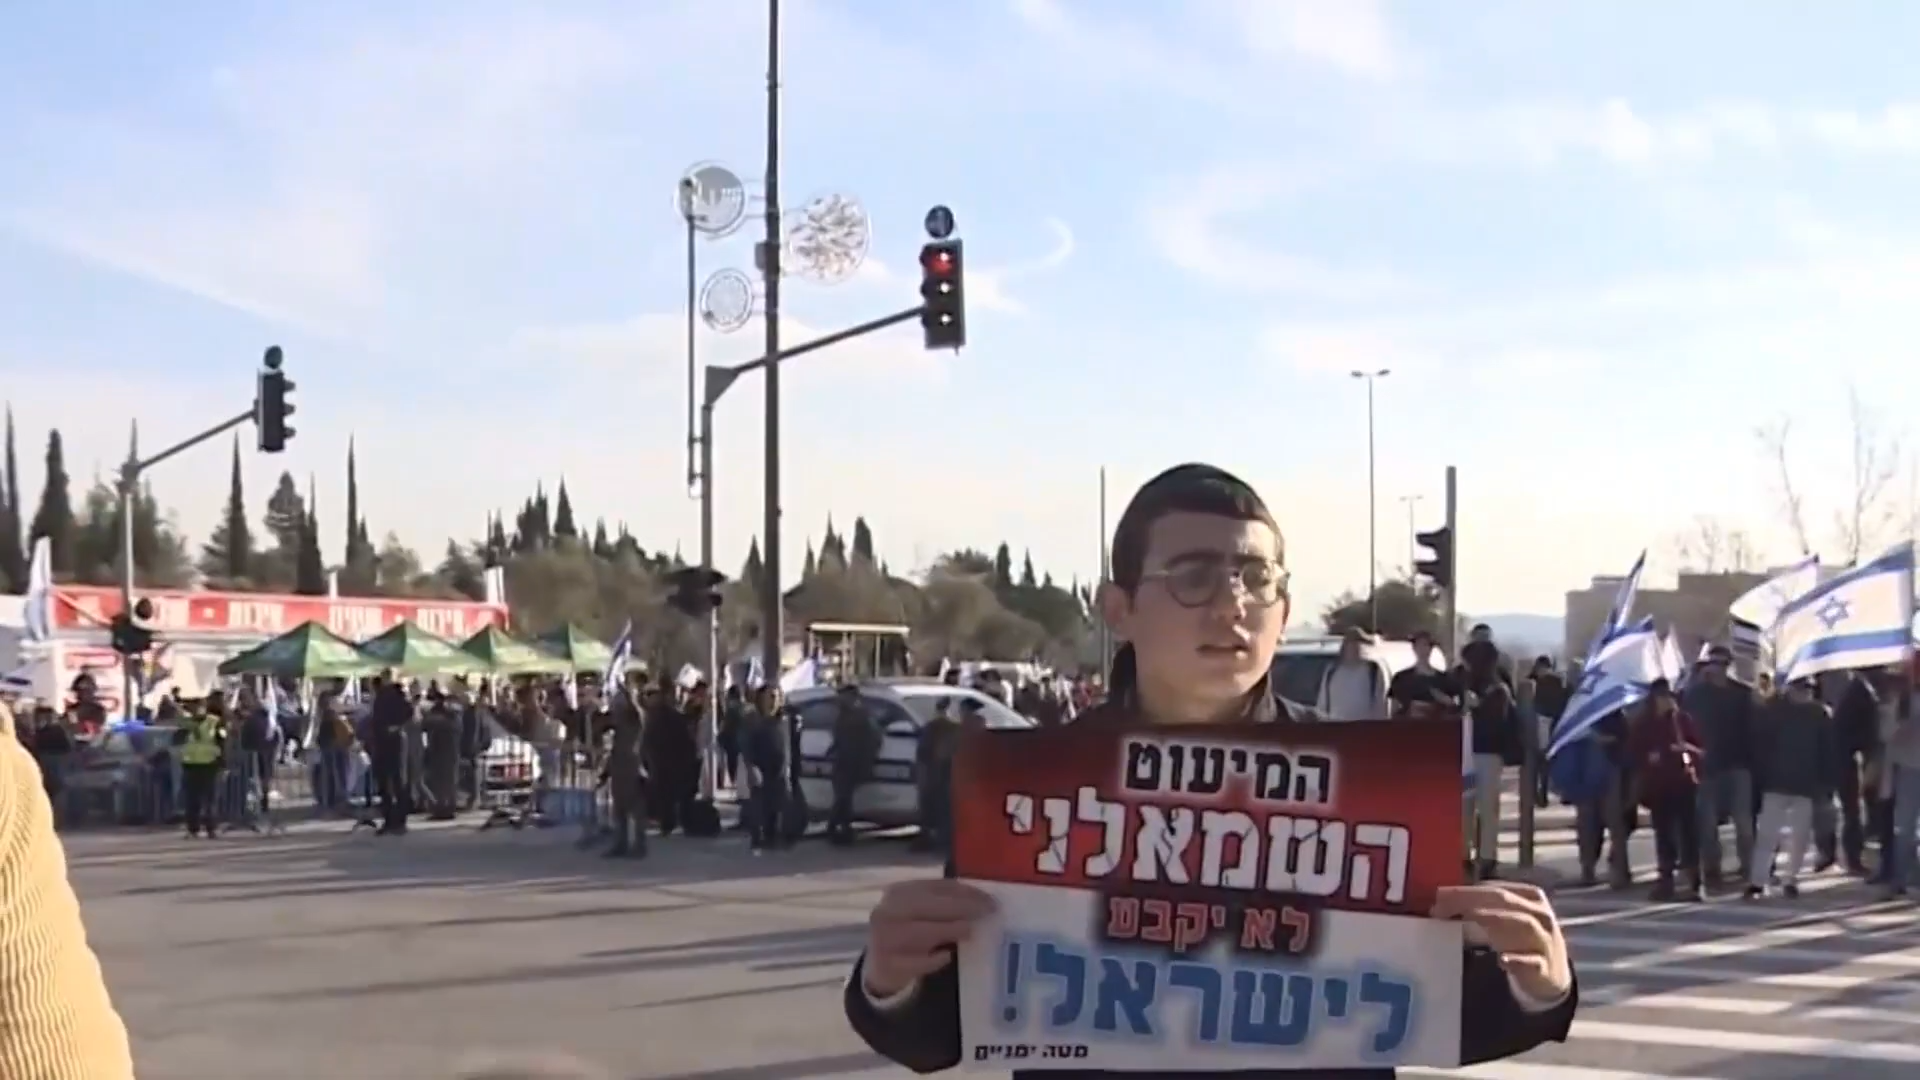 המיעוט
השמאלני
לא יקבע
לישראל!
מטה ימניים